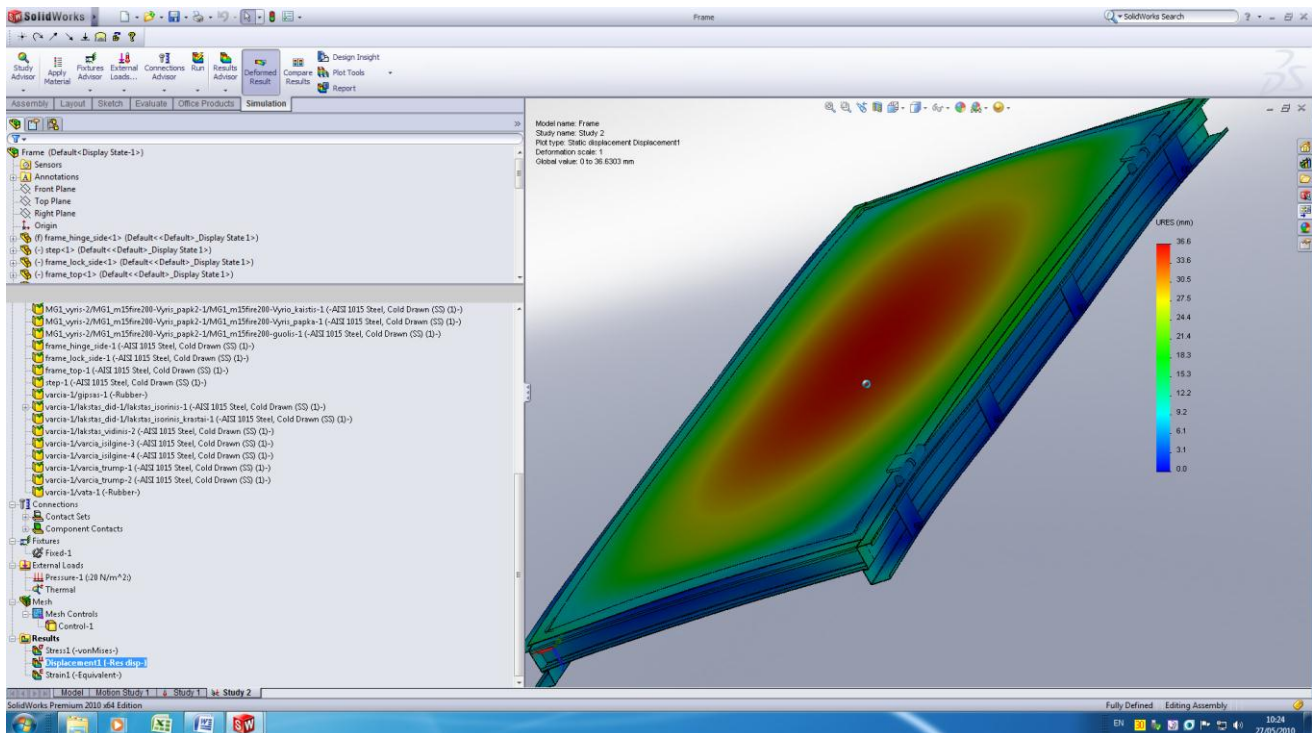 SolidWorks
Frame
SolidWorks Search
Study Advisor
Apply Material
Fixtures Advisor
External Loads...
Connections Advisor
Run
Results Advisor
Deformed Result
Compare Results
Design Insight
Plot Tools
Report
Assembly Layout Sketch Evaluate Office Products Simulation
Frame (Default<Display State-1>)
Sensors
Annotations
Front Plane
Top Plane
Right Plane
Origin
(f) frame_hinge_side<1> (Default<<Default>_Display State 1>)
(-) step<1> (Default<<Default>_Display State 1>)
(-) frame_lock_side<1> (Default<<Default>_Display State 1>)
(-) frame_top<1> (Default<<Default>_Display State 1>)
MG1_vyris-2/MG1_m15fire200-Vyris_papk2-1/MG1_m15fire200-Vyrio_kaistis-1 (-AISI 1015 Steel, Cold Drawn (SS) (1)-)
MG1_vyris-2/MG1_m15fire200-Vyris_papk2-1/MG1_m15fire200-Vyris_papka-1 (-AISI 1015 Steel, Cold Drawn (SS) (1)-)
MG1_vyris-2/MG1_m15fire200-Vyris_papk2-1/MG1_m15fire200-guolis-1 (-AISI 1015 Steel, Cold Drawn (SS) (1)-)
frame_hinge_side-1 (-AISI 1015 Steel, Cold Drawn (SS) (1)-)
frame_lock_side-1 (-AISI 1015 Steel, Cold Drawn (SS) (1)-)
frame_top-1 (-AISI 1015 Steel, Cold Drawn (SS) (1)-)
step-1 (-AISI 1015 Steel, Cold Drawn (SS) (1)-)
varcia-1/gipsas-1 (-Rubber-)
varcia-1/lakstas_did-1/lakstas_isorinis-1 (-AISI 1015 Steel, Cold Drawn (SS) (1)-)
varcia-1/lakstas_did-1/lakstas_isorinis_krastai-1 (-AISI 1015 Steel, Cold Drawn (SS) (1)-)
varcia-1/lakstas_vidinis-2 (-AISI 1015 Steel, Cold Drawn (SS) (1)-)
varcia-1/varcia_isilgine-3 (-AISI 1015 Steel, Cold Drawn (SS) (1)-)
varcia-1/varcia_isilgine-4 (-AISI 1015 Steel, Cold Drawn (SS) (1)-)
varcia-1/varcia_trump-1 (-AISI 1015 Steel, Cold Drawn (SS) (1)-)
varcia-1/varcia_trump-2 (-AISI 1015 Steel, Cold Drawn (SS) (1)-)
varcia-1/vata-1 (-Rubber-)
Connections
Contact Sets
Component Contacts
Fixtures
Fixed-1
External Loads
Pressure-1 (:20 N/m^2:)
Thermal
Mesh
Mesh Controls
Control-1
Results
Stress1 (-vonMises-)
Displacement1 (-Res disp-)
Strain1 (-Equivalent-)
Model name: Frame
Study name: Study 2
Plot type: Static displacement Displacement1
Deformation scale: 1
Global value: 0 to 36.6303 mm
URES (mm)
36.6
33.6
30.5
27.5
24.4
21.4
18.3
15.3
12.2
9.2
6.1
3.1
0.0
Model Motion Study 1 Study 1 Study 2
SolidWorks Premium 2010 x64 Edition
Fully Defined Editing Assembly
EN
10:24
27/05/2010